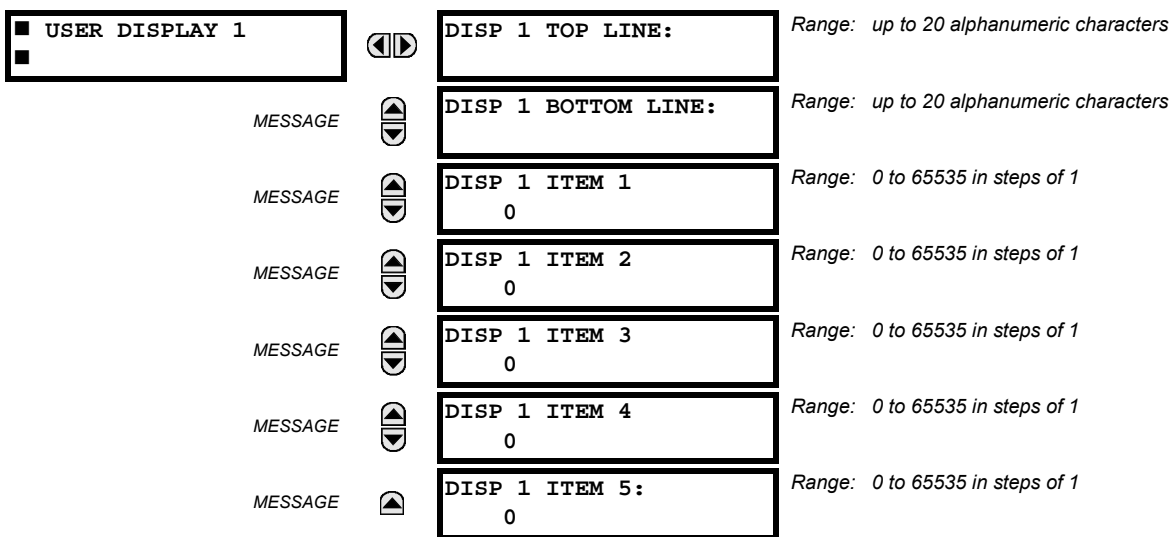 USER DISPLAY 1
DISP 1 TOP LINE:
Range: up to 20 alphanumeric characters
MESSAGE
DISP 1 BOTTOM LINE:
Range: up to 20 alphanumeric characters
MESSAGE
DISP 1 ITEM 1
0
Range: 0 to 65535 in steps of 1
MESSAGE
DISP 1 ITEM 2
0
Range: 0 to 65535 in steps of 1
MESSAGE
DISP 1 ITEM 3
0
Range: 0 to 65535 in steps of 1
MESSAGE
DISP 1 ITEM 4
0
Range: 0 to 65535 in steps of 1
MESSAGE
DISP 1 ITEM 5:
0
Range: 0 to 65535 in steps of 1